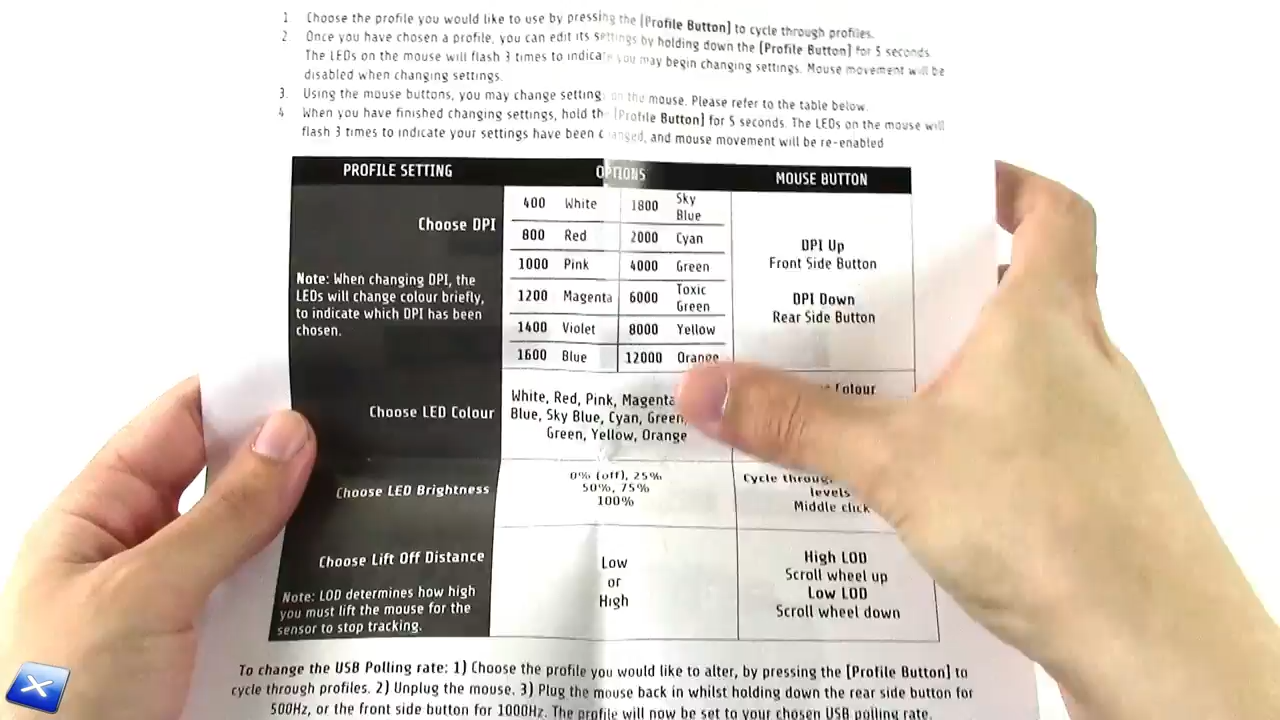 1. Choose the profile you would like to use by pressing the [Profile Button] to cycle through profiles.
2. Once you have chosen a profile, you can edit its settings by holding down the [Profile Button] for 5 seconds.
The LEDs on the mouse will flash 3 times to indicate you may begin changing settings. Mouse movement will be
disabled when changing settings.
3. Using the mouse buttons, you may change settings on the mouse. Please refer to the table below.
4 When you have finished changing settings, hold the [Profile Button] for 5 seconds. The LEDs on the mouse will
flash 3 times to indicate your settings have been changed, and mouse movement will be re-enabled
PROFILE SETTING OPTIONS MOUSE BUTTON
Choose DPI
Note: When changing DPI, the
LEDs will change colour briefly,
to indicate which DPI has been
chosen.
400 White 1800 Sky Blue
800 Red 2000 Cyan
1000 Pink 4000 Green
1200 Magenta 6000 Toxic Green
1400 Violet 8000 Yellow
1600 Blue 12000 Orange
DPI Up
Front Side Button
DPI Down
Rear Side Button
Choose LED Colour
White, Red, Pink, Magenta
Blue, Sky Blue, Cyan, Green,
Green, Yellow, Orange
Colour
Choose LED Brightness
0% (off), 25%
50%, 75%
100%
Cycle through
levels
Middle click
Choose Lift Off Distance
Note: LOD determines how high
you must lift the mouse for the
sensor to stop tracking.
Low
or
High
High LOD
Scroll wheel up
Low LOD
Scroll wheel down
To change the USB Polling rate: 1) Choose the profile you would like to alter, by pressing the [Profile Button] to
cycle through profiles. 2) Unplug the mouse. 3) Plug the mouse back in whilst holding down the rear side button for
500Hz, or the front side button for 1000Hz. The profile will now be set to your chosen USB polling rate.